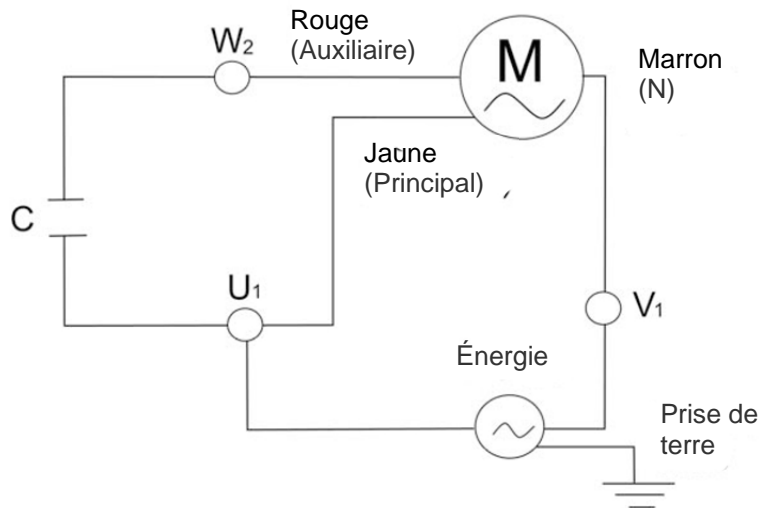 Rouge
(Auxiliaire)
W₂
M
Marron
(N)
Jaune
(Principal)
C
U₁
V₁
Énergie
Prise de
terre